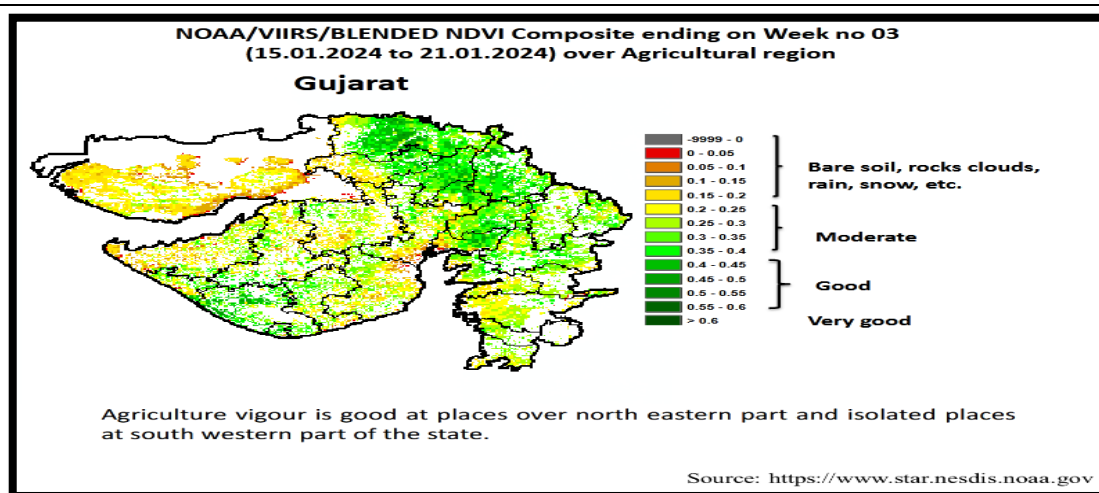 NOAA/VIIRS/BLENDED NDVI Composite ending on Week no 03
(15.01.2024 to 21.01.2024) over Agricultural region
Gujarat
-9999 - 0
0 - 0.05
0.05 - 0.1
0.1 - 0.15
0.15 - 0.2
0.2 - 0.25
0.25 - 0.3
0.3 - 0.35
0.35 - 0.4
0.4 - 0.45
0.45 - 0.5
0.5 - 0.55
0.55 - 0.6
> 0.6
Bare soil, rocks clouds,
rain, snow, etc.
Moderate
Good
Very good
Agriculture vigour is good at places over north eastern part and isolated places
at south western part of the state.
Source: https://www.star.nesdis.noaa.gov